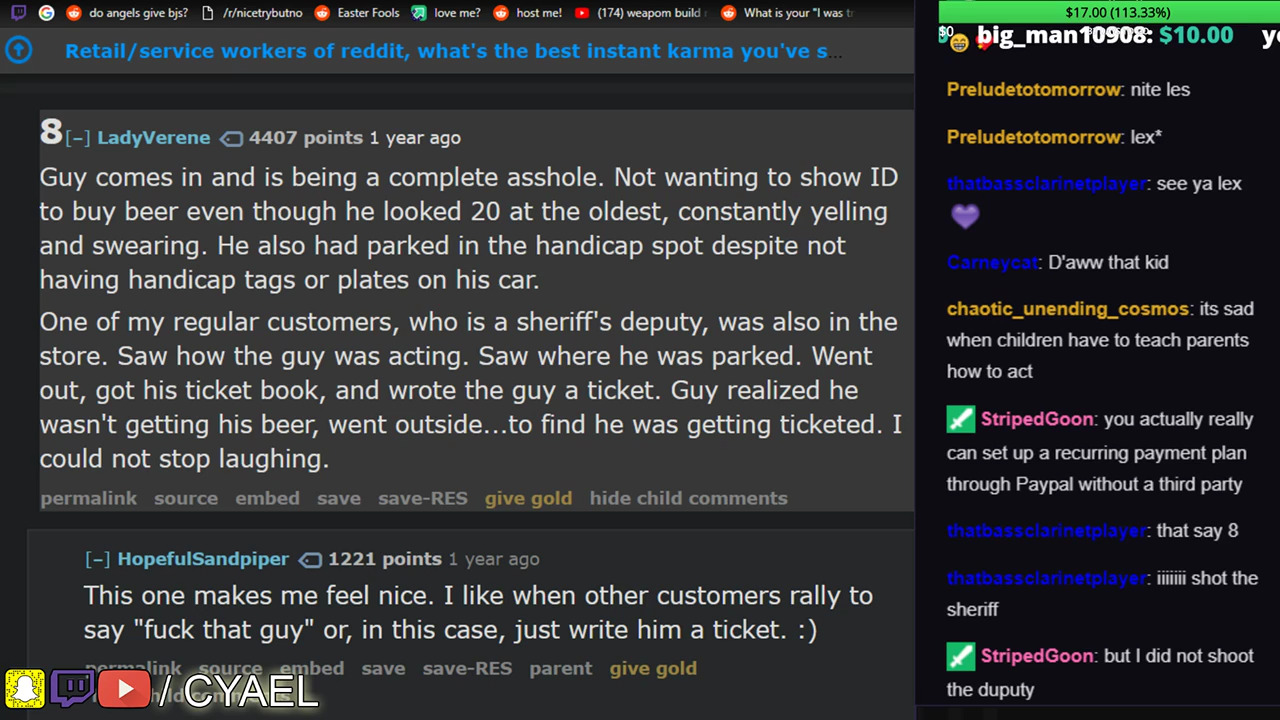 do angels give bjs?
/r/nicetrybutno
Easter Fools
love me?
host me!
(174) weapom build
What is your "I was tr
Retail/service workers of reddit, what's the best instant karma you've s...
8 [-] LadyVerene 4407 points 1 year ago
Guy comes in and is being a complete asshole. Not wanting to show ID
to buy beer even though he looked 20 at the oldest, constantly yelling
and swearing. He also had parked in the handicap spot despite not
having handicap tags or plates on his car.
One of my regular customers, who is a sheriff's deputy, was also in the
store. Saw how the guy was acting. Saw where he was parked. Went
out, got his ticket book, and wrote the guy a ticket. Guy realized he
wasn't getting his beer, went outside...to find he was getting ticketed. I
could not stop laughing.
permalink source embed save save-RES give gold hide child comments
[-] HopefulSandpiper 1221 points 1 year ago
This one makes me feel nice. I like when other customers rally to
say "fuck that guy" or, in this case, just write him a ticket. :)
permalink source embed save save-RES parent give gold
/ CYAEL
$17.00 (113.33%)
$0
big_man10908: $10.00 y
Preludetotomorrow: nite les
Preludetotomorrow: lex*
thatbassclarinetplayer: see ya lex
Carneycat: D'aww that kid
chaotic_unending_cosmos: its sad
when children have to teach parents
how to act
StripedGoon: you actually really
can set up a recurring payment plan
through Paypal without a third party
thatbassclarinetplayer: that say 8
thatbassclarinetplayer: iiiiiii shot the
sheriff
StripedGoon: but I did not shoot
the duputy